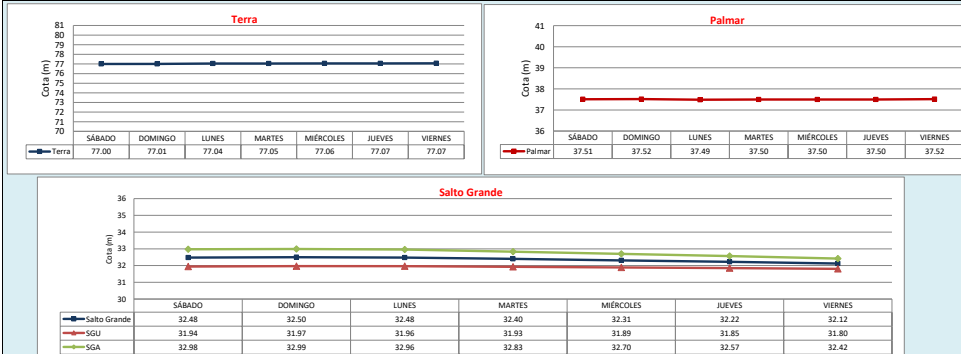 Terra
81
80
79
78
77
76
75
74
73
72
71
70
Cota (m)
SÁBADO DOMINGO LUNES MARTES MIÉRCOLES JUEVES VIERNES
Terra 77.00 77.01 77.04 77.05 77.06 77.07 77.07
Palmar
41
40
39
38
37
36
Cota (m)
SÁBADO DOMINGO LUNES MARTES MIÉRCOLES JUEVES VIERNES
Palmar 37.51 37.52 37.49 37.50 37.50 37.50 37.52
Salto Grande
36
35
34
33
32
31
30
Cota (m)
SÁBADO DOMINGO LUNES MARTES MIÉRCOLES JUEVES VIERNES
Salto Grande 32.48 32.50 32.48 32.40 32.31 32.22 32.12
SGU 31.94 31.97 31.96 31.93 31.89 31.85 31.80
SGA 32.98 32.99 32.96 32.83 32.70 32.57 32.42